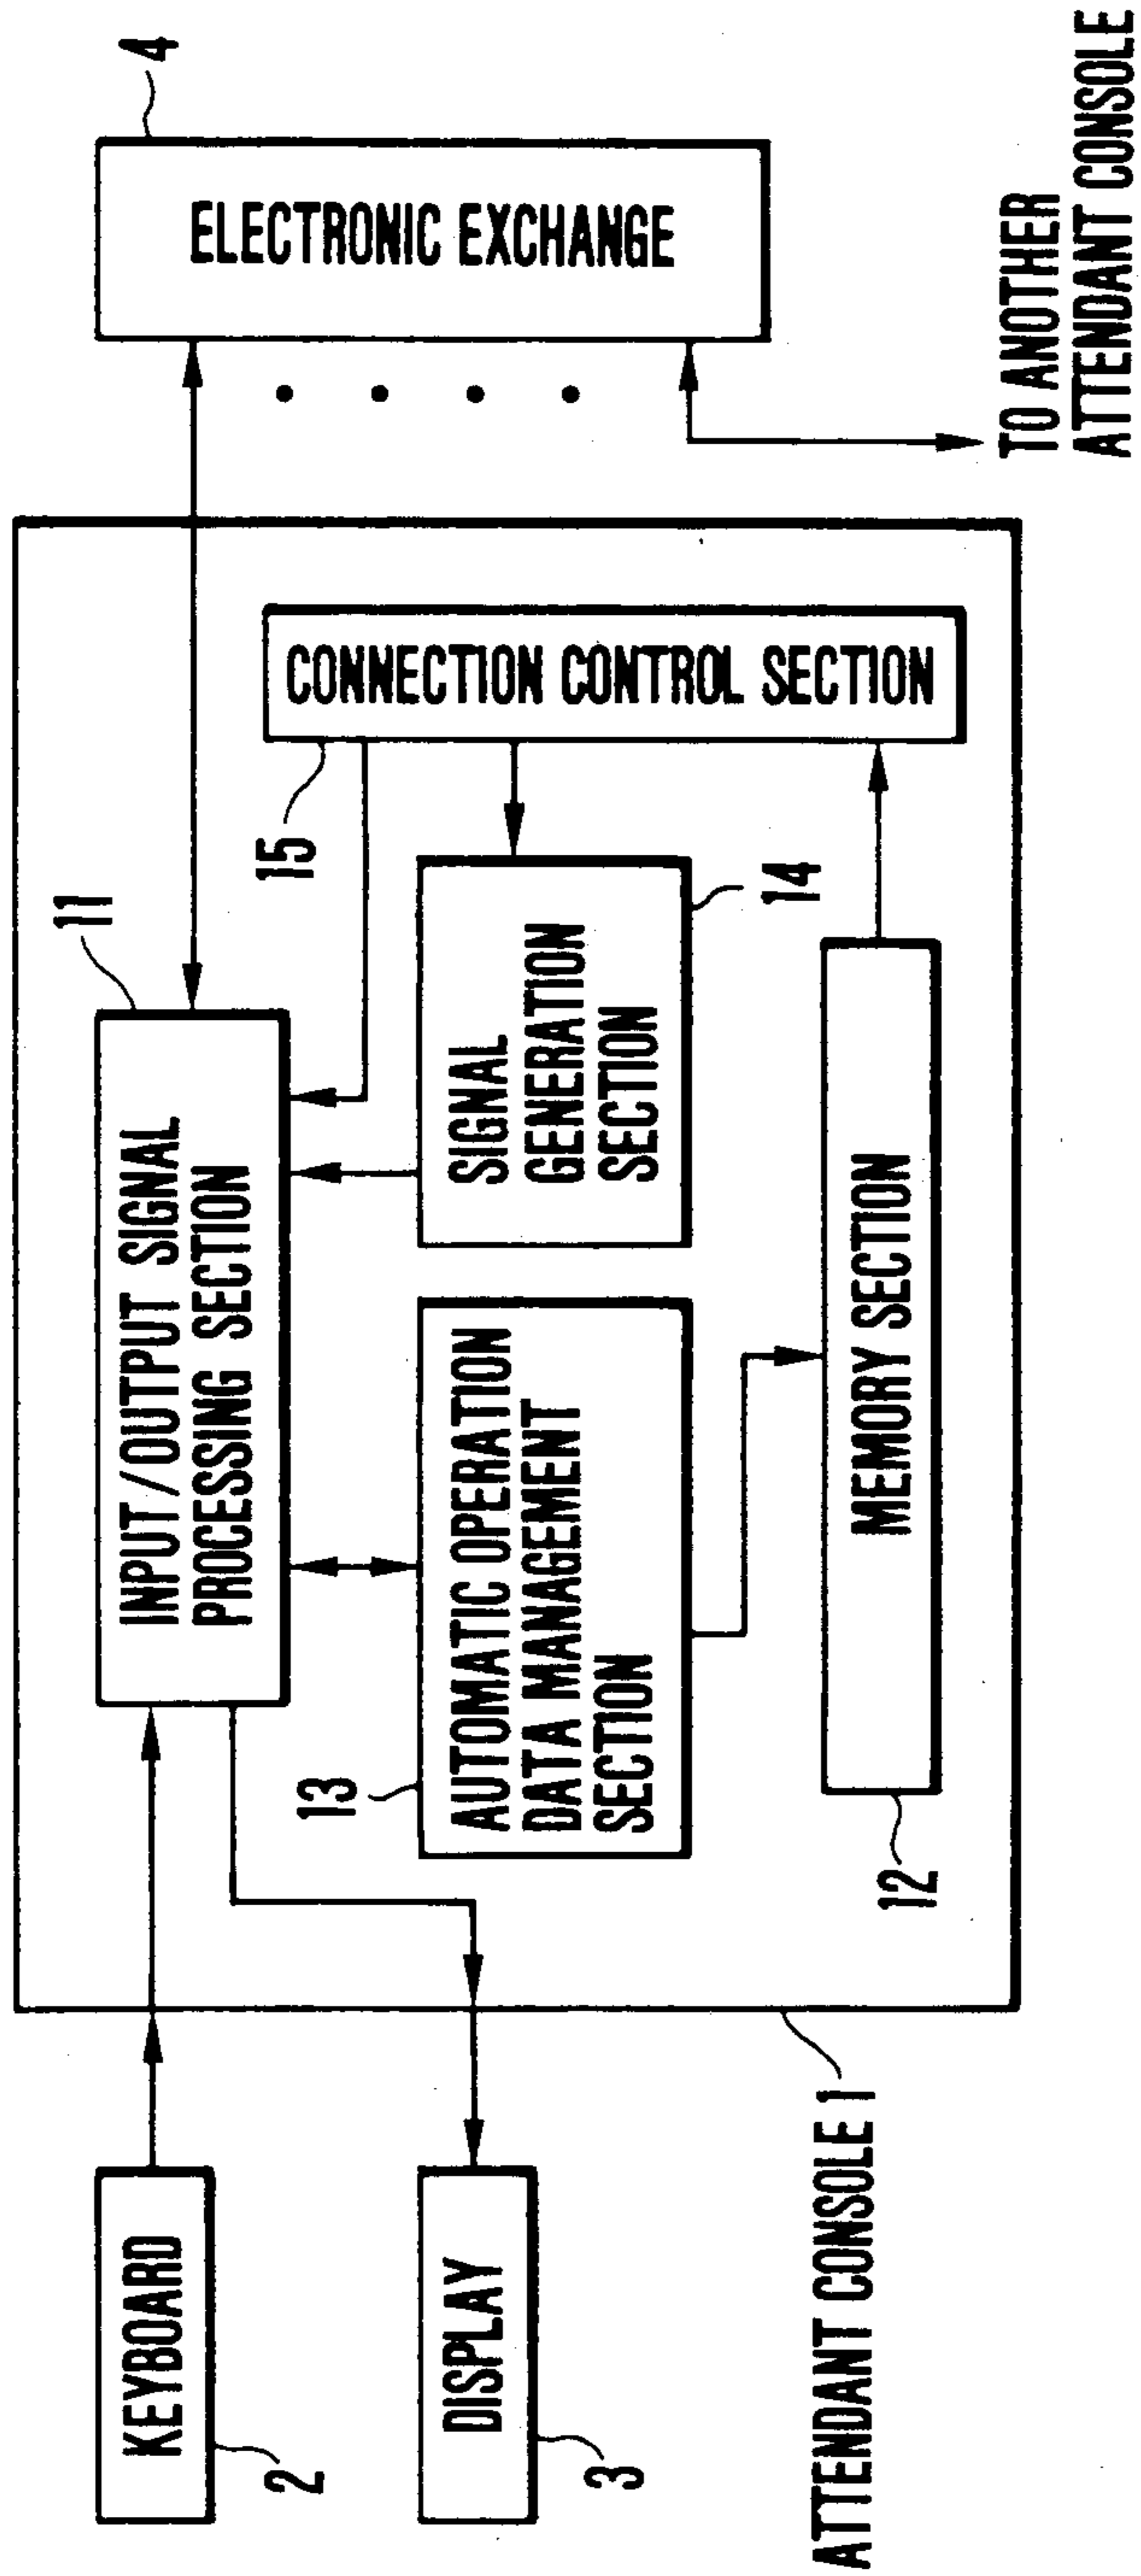 KEYBOARD
2
DISPLAY
3
ATTENDANT CONSOLE 1
11
INPUT/OUTPUT SIGNAL
PROCESSING SECTION
13
AUTOMATIC OPERATION
DATA MANAGEMENT
SECTION
SIGNAL
GENERATION
SECTION
14
MEMORY SECTION
12
15
CONNECTION CONTROL SECTION
ELECTRONIC EXCHANGE
4
TO ANOTHER
ATTENDANT CONSOLE